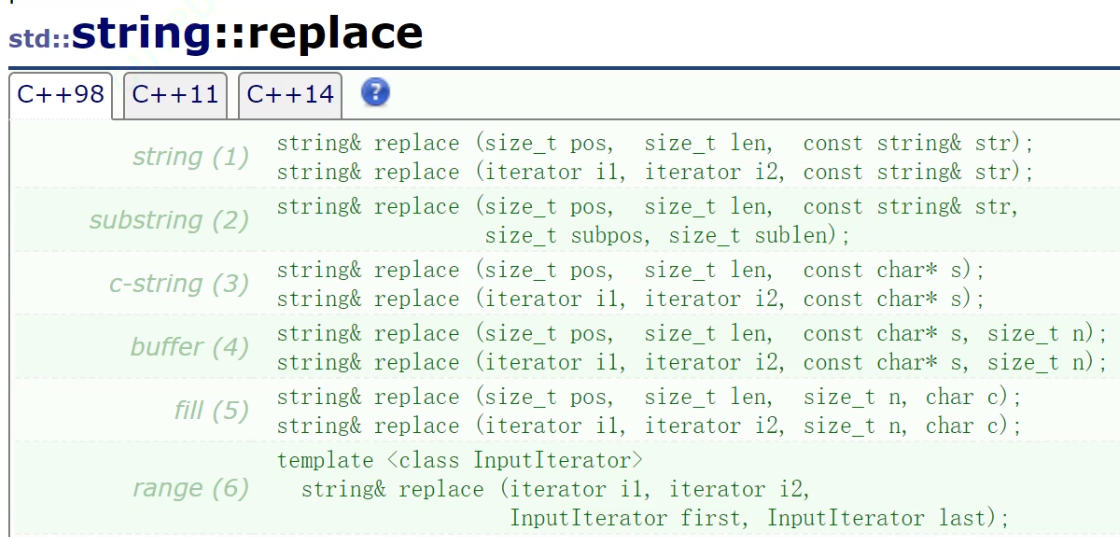 std::string::replace
C++98 C++11 C++14 ?
string (1) string& replace (size_t pos, size_t len, const string& str);
string& replace (iterator i1, iterator i2, const string& str);
substring (2) string& replace (size_t pos, size_t len, const string& str,
size_t subpos, size_t sublen);
c-string (3) string& replace (size_t pos, size_t len, const char* s);
string& replace (iterator i1, iterator i2, const char* s);
buffer (4) string& replace (size_t pos, size_t len, const char* s, size_t n);
string& replace (iterator i1, iterator i2, const char* s, size_t n);
fill (5) string& replace (size_t pos, size_t len, size_t n, char c);
string& replace (iterator i1, iterator i2, size_t n, char c);
range (6) template <class InputIterator>
string& replace (iterator i1, iterator i2,
InputIterator first, InputIterator last);